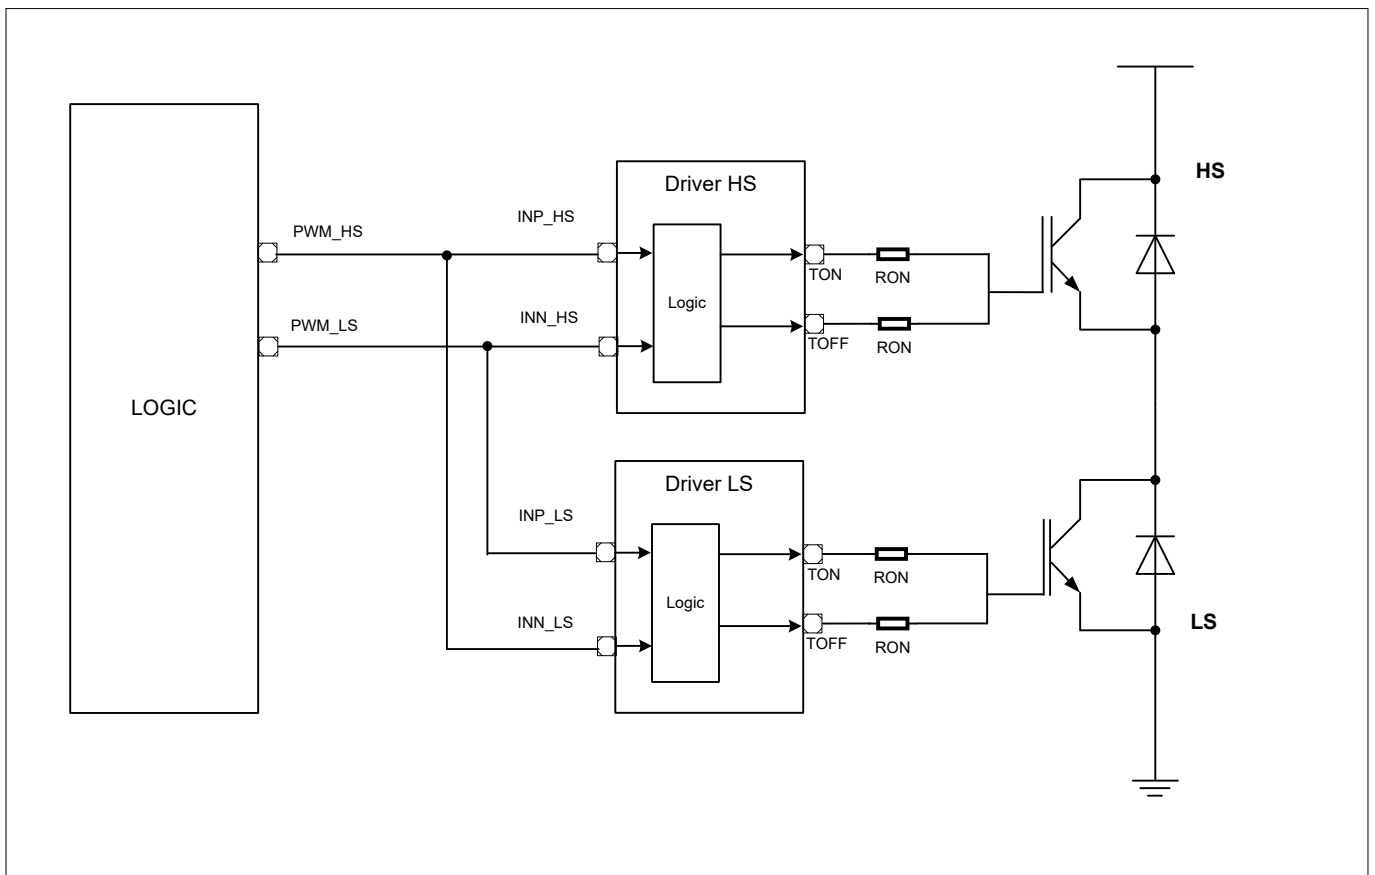 HS
Driver HS
INP_HS
PWM_HS
TON
RON
Logic
INN_HS
PWM_LS
TOFF
RON
LOGIC
Driver LS
INP_LS
TON
RON
Logic
INN_LS
LS
TOFF
RON